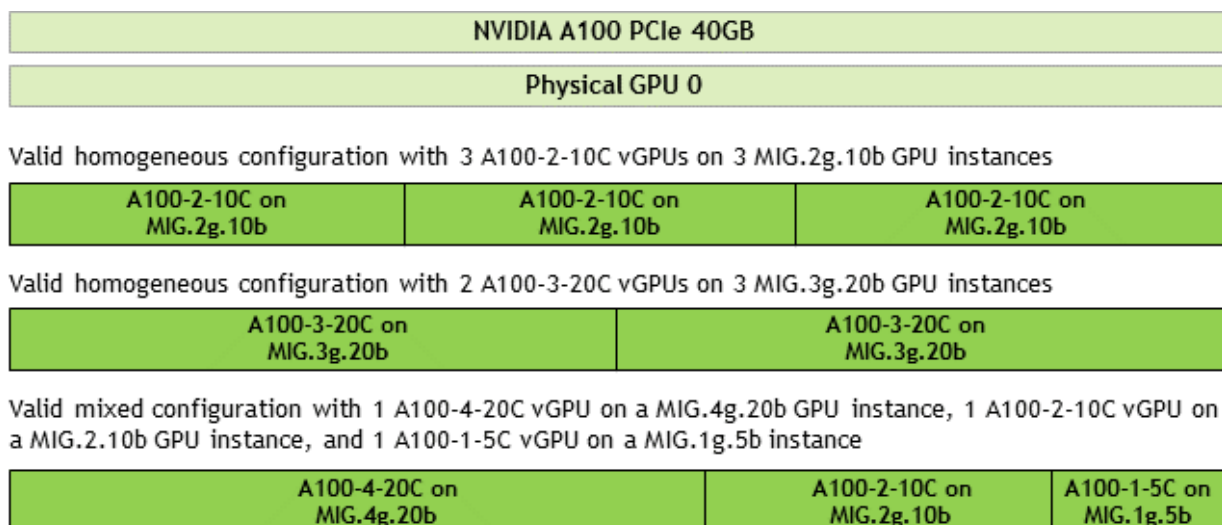 NVIDIA A100 PCIe 40GB
Physical GPU 0
Valid homogeneous configuration with 3 A100-2-10C vGPUs on 3 MIG.2g.10b GPU instances
A100-2-10C on
MIG.2g.10b
A100-2-10C on
MIG.2g.10b
A100-2-10C on
MIG.2g.10b
Valid homogeneous configuration with 2 A100-3-20C vGPUs on 3 MIG.3g.20b GPU instances
A100-3-20C on
MIG.3g.20b
A100-3-20C on
MIG.3g.20b
Valid mixed configuration with 1 A100-4-20C vGPU on a MIG.4g.20b GPU instance, 1 A100-2-10C vGPU on
a MIG.2.10b GPU instance, and 1 A100-1-5C vGPU on a MIG.1g.5b instance
A100-4-20C on
MIG.4g.20b
A100-2-10C on
MIG.2g.10b
A100-1-5C on
MIG.1g.5b